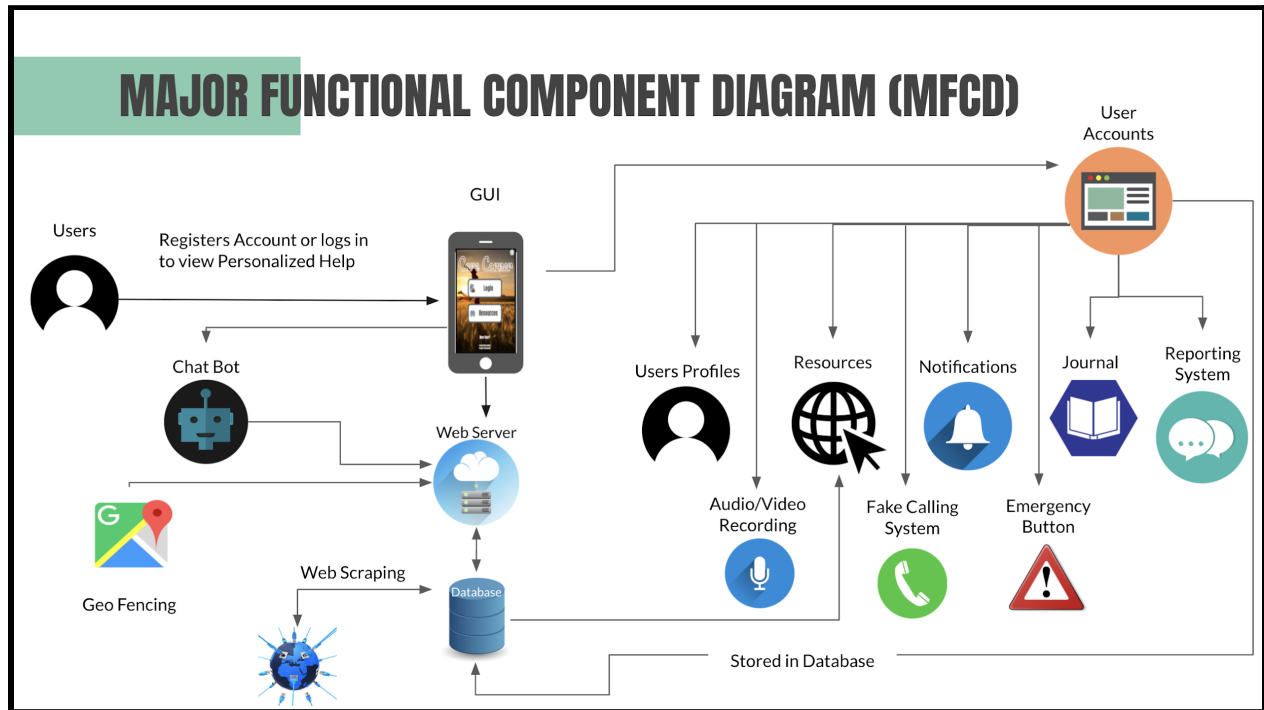 MAJOR FUNCTIONAL COMPONENT DIAGRAM (MFCD)
User
Accounts
GUI
Users
Registers Account or logs in
to view Personalized Help
Login
Resources
Chat Bot
Users Profiles
Resources
Notifications
Journal
Reporting
System
Web Server
G
Audio/Video
Recording
Fake Calling
System
Emergency
Button
Geo Fencing
Web Scraping
Database
Stored in Database